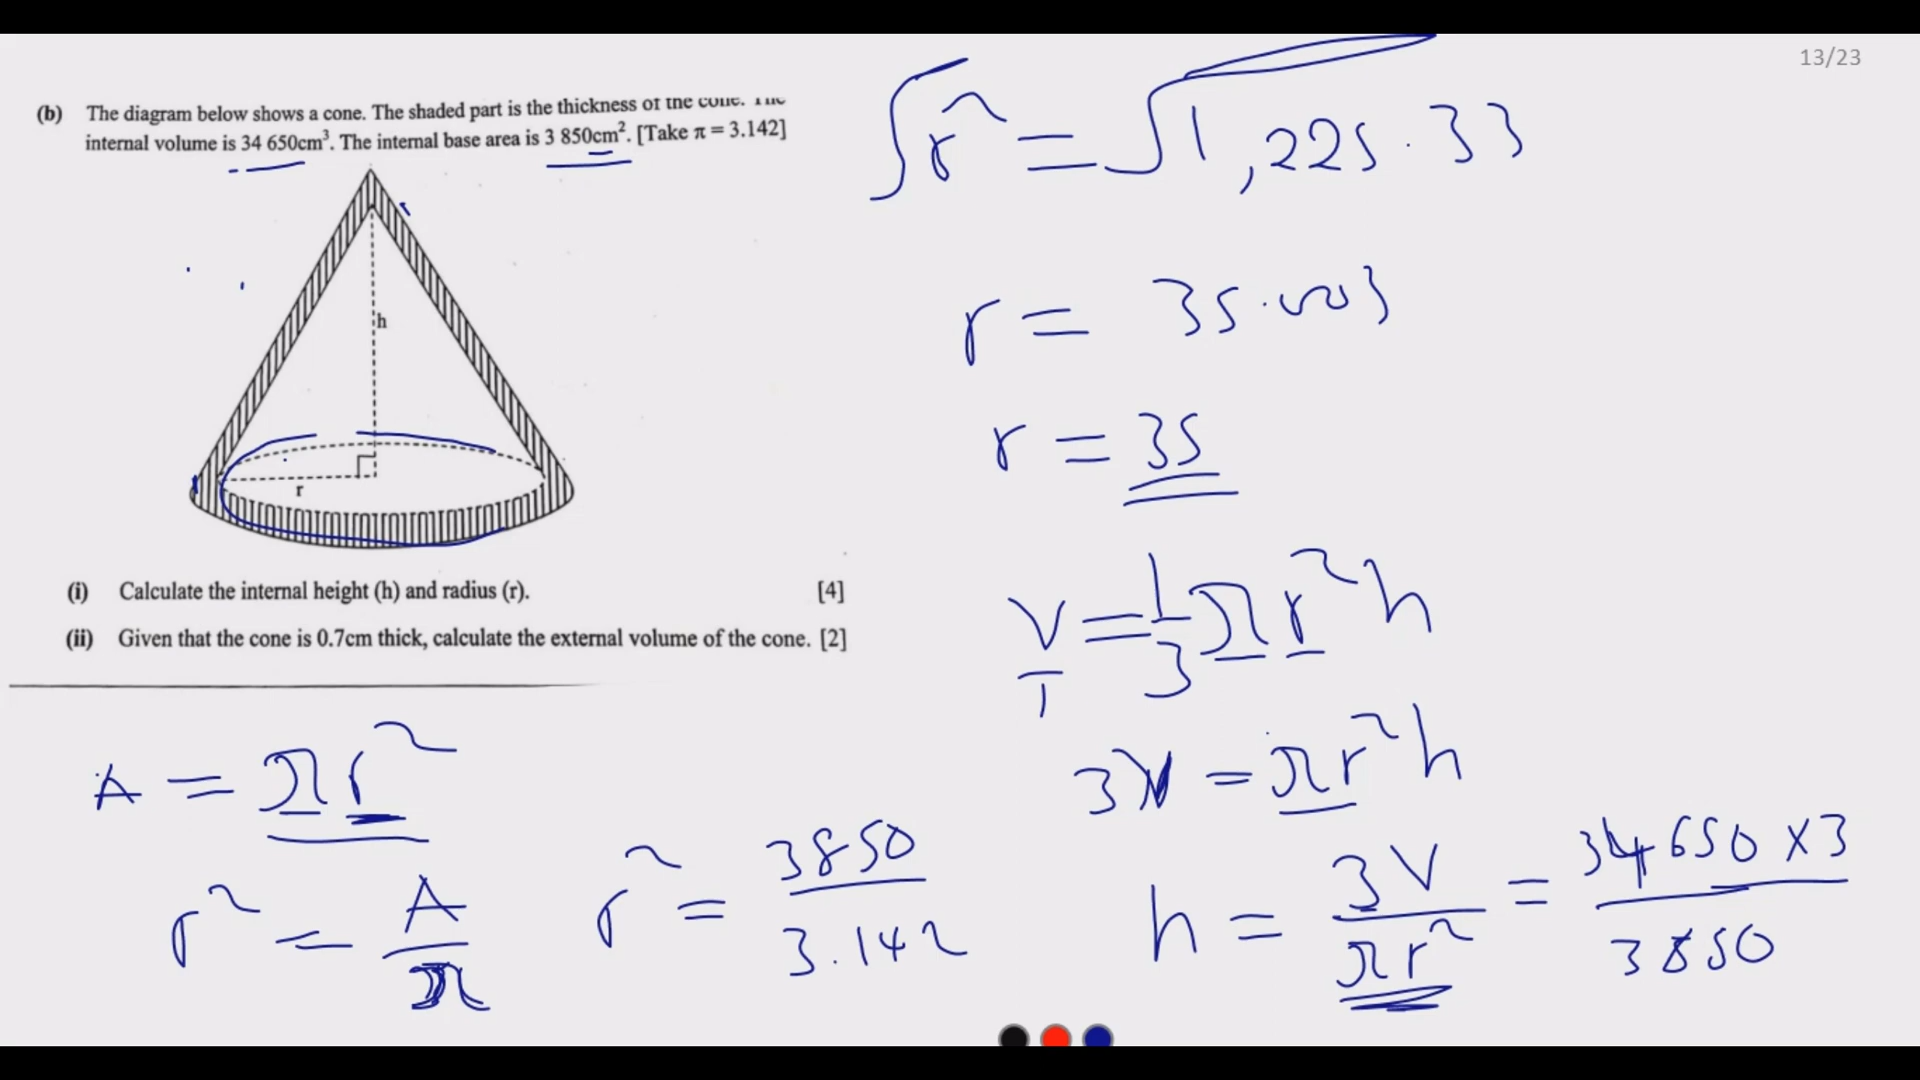 13/23
(b) The diagram below shows a cone. The shaded part is the thickness of the cone. The
internal volume is 34 650cm³. The internal base area is 3 850cm². [Take π = 3.142]
h
r
(i) Calculate the internal height (h) and radius (r). [4]
(ii) Given that the cone is 0.7cm thick, calculate the external volume of the cone. [2]
A = πr²
r² = A/π
r² = 3850/3.142
√r² = √1,225.33
r = 35.003
r = 35
V/1 = 1/3 πr²h
3V = πr²h
h = 3V/πr² = 34650 × 3/3850